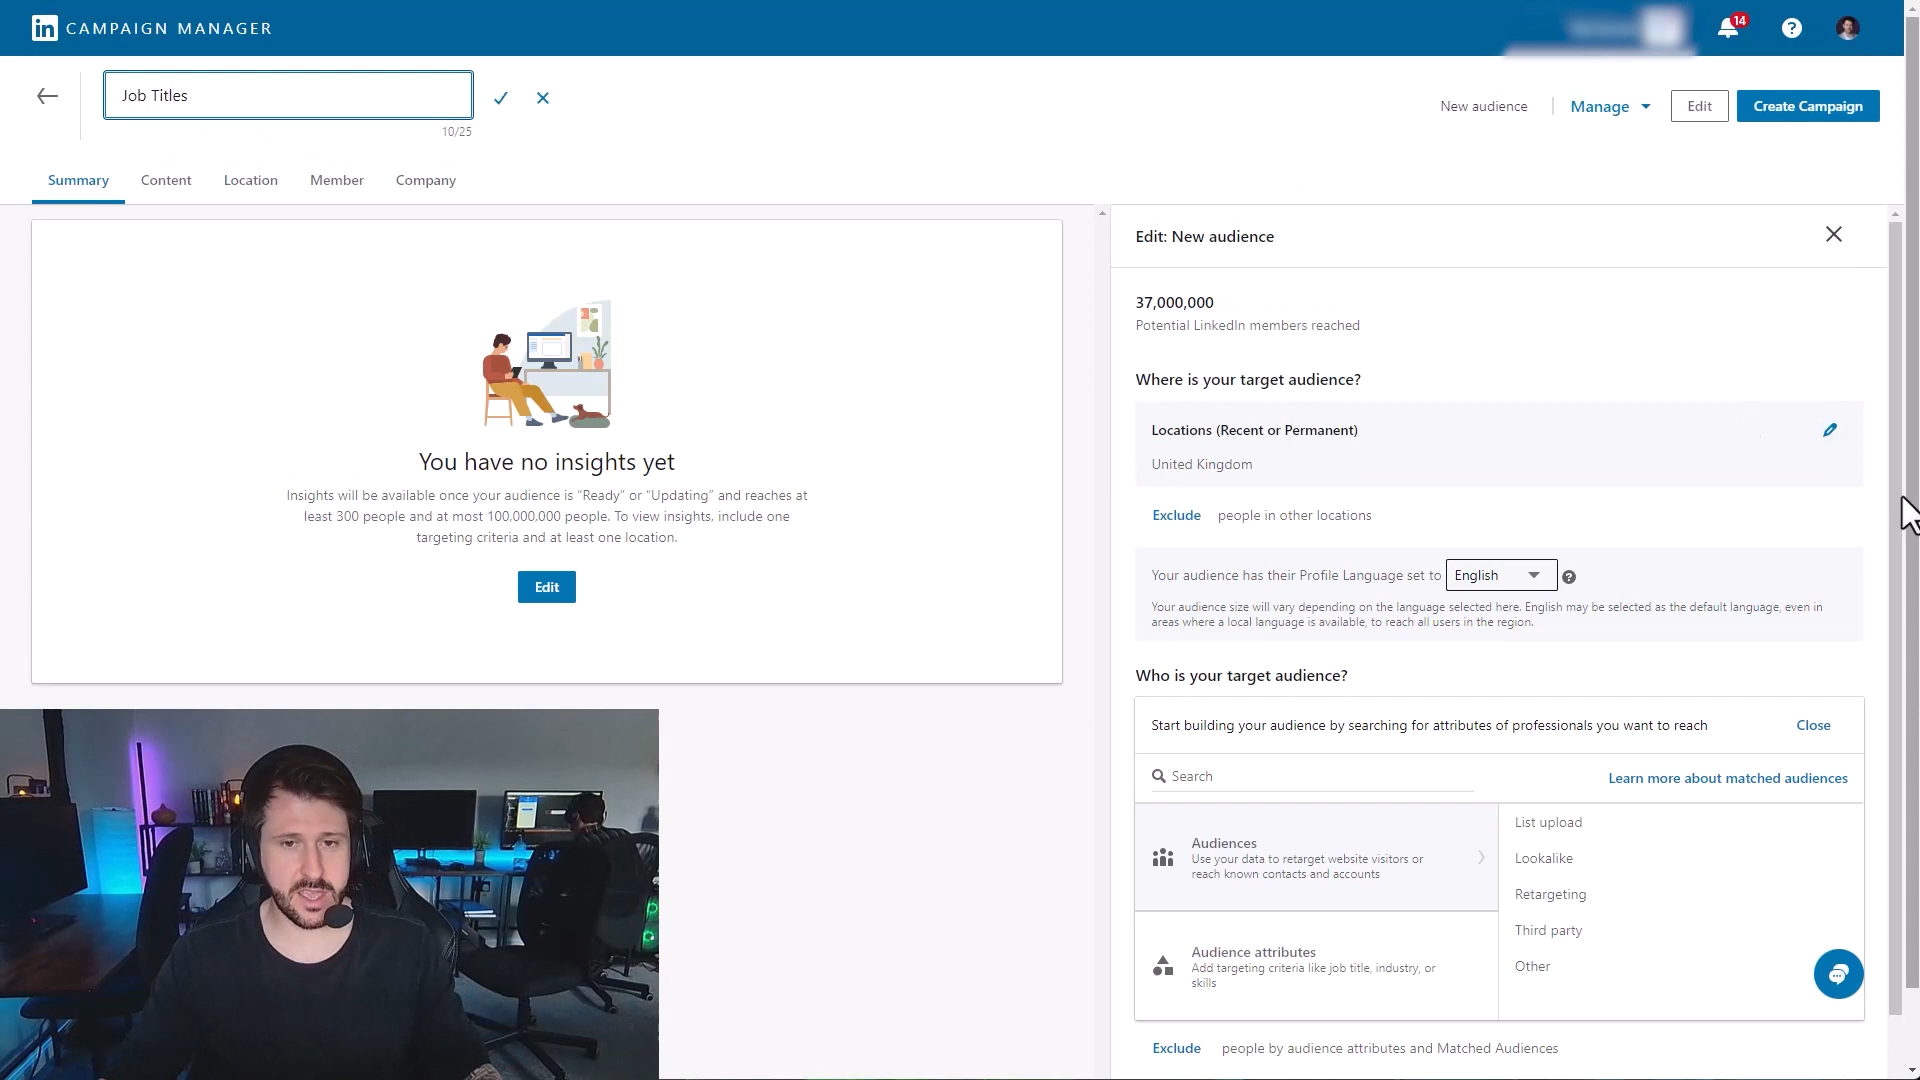 in CAMPAIGN MANAGER
14
Job Titles
10/25
New audience
Manage
Edit
Create Campaign
Summary
Content
Location
Member
Company
You have no insights yet
Insights will be available once your audience is “Ready” or “Updating” and reaches at
least 300 people and at most 100,000,000 people. To view insights, include one
targeting criteria and at least one location.
Edit
Edit: New audience
37,000,000
Potential LinkedIn members reached
Where is your target audience?
Locations (Recent or Permanent)
United Kingdom
Exclude people in other locations
Your audience has their Profile Language set to English
Your audience size will vary depending on the language selected here. English may be selected as the default language, even in
areas where a local language is available, to reach all users in the region.
Who is your target audience?
Start building your audience by searching for attributes of professionals you want to reach
Close
Search
Learn more about matched audiences
Audiences
Use your data to retarget website visitors or
reach known contacts and accounts
List upload
Lookalike
Retargeting
Third party
Other
Audience attributes
Add targeting criteria like job title, industry, or
skills
Exclude people by audience attributes and Matched Audiences